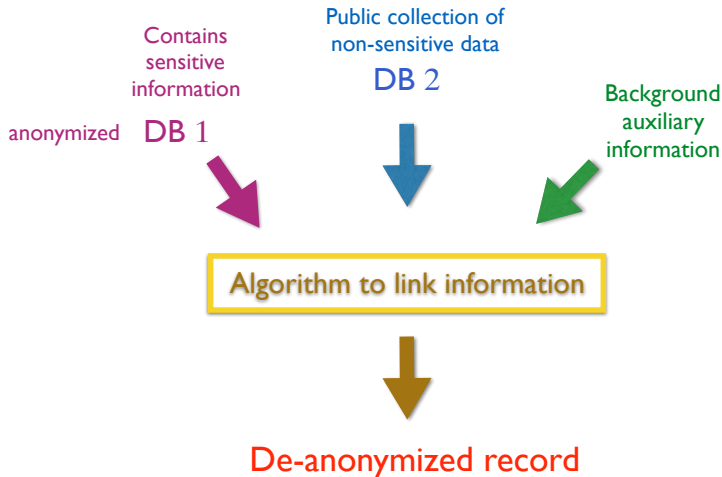 Contains
sensitive
information
anonymized DB 1
Public collection of
non-sensitive data
DB 2
Background
auxiliary
information
Algorithm to link information
De-anonymized record